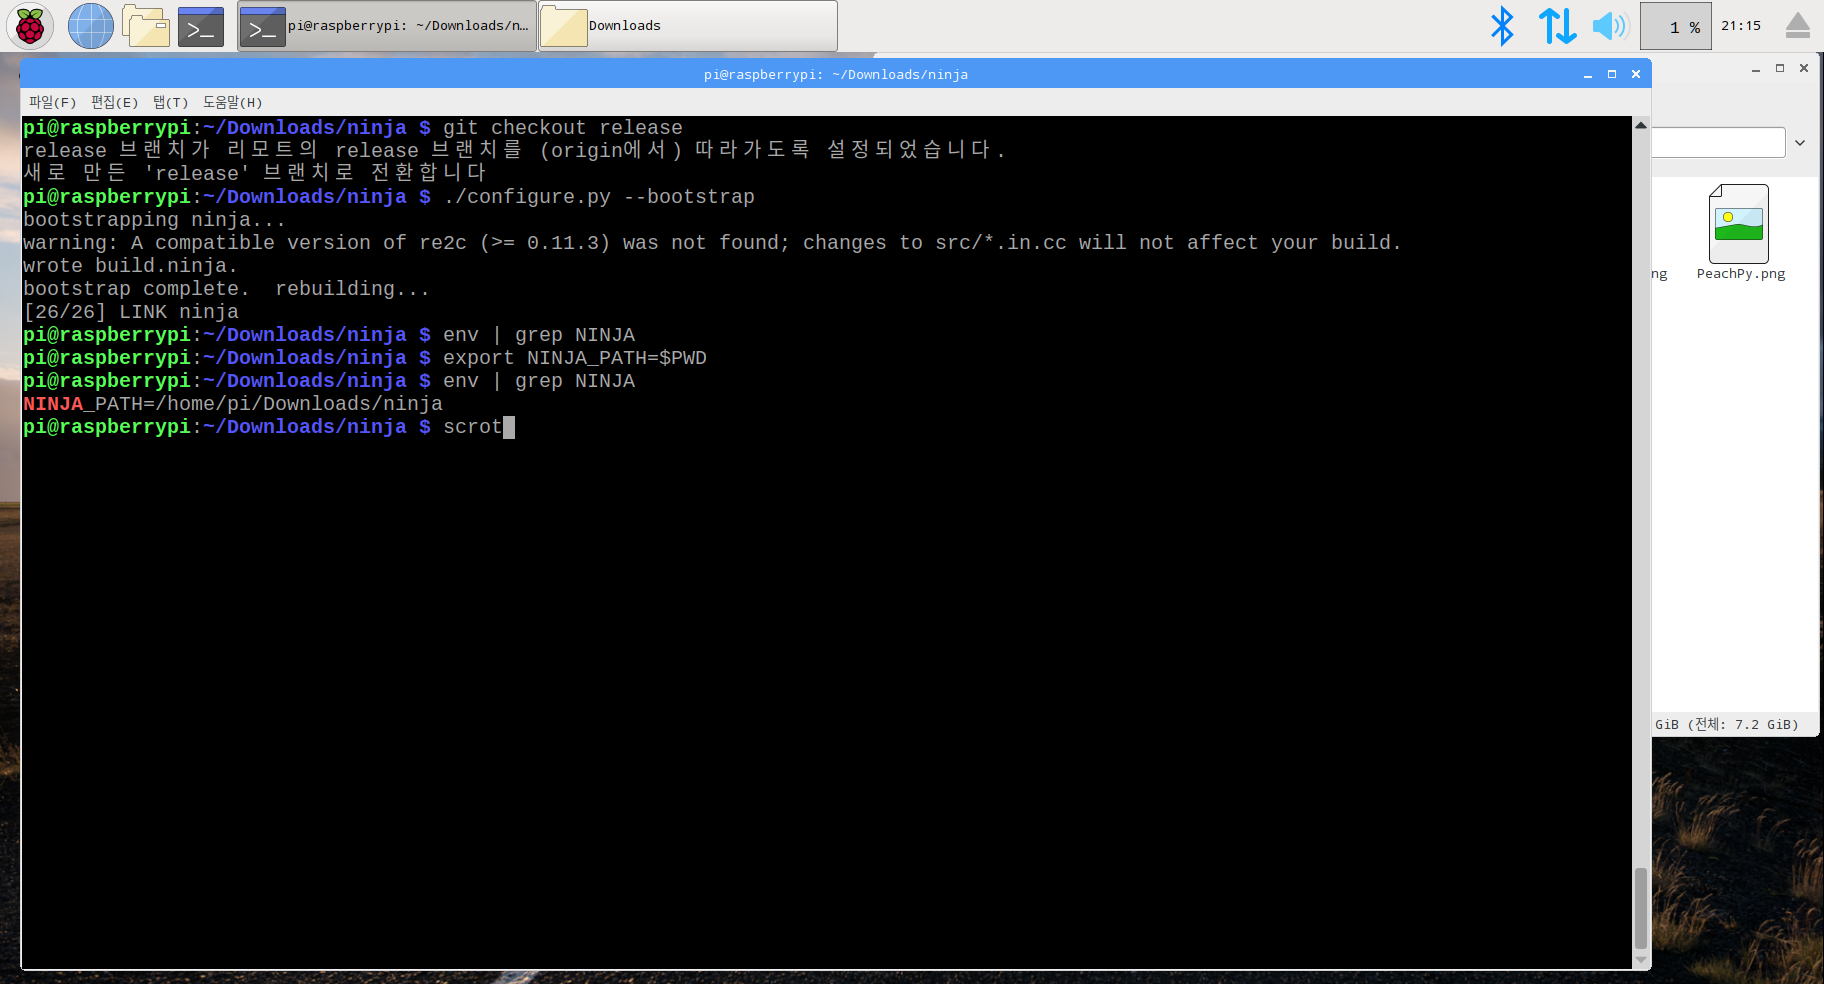 pi@raspberrypi: ~/Downloads/n...
Downloads
1 %
21:15
pi@raspberrypi: ~/Downloads/ninja
파일(F) 편집(E) 탭(T) 도움말(H)
pi@raspberrypi:~/Downloads/ninja $ git checkout release
release 브랜치가 리모트의 release 브랜치를 (origin에서) 따라가도록 설정되었습니다.
새로 만든 'release' 브랜치로 전환합니다
pi@raspberrypi:~/Downloads/ninja $ ./configure.py --bootstrap
bootstrapping ninja...
warning: A compatible version of re2c (>= 0.11.3) was not found; changes to src/*.in.cc will not affect your build.
wrote build.ninja.
bootstrap complete.  rebuilding...
[26/26] LINK ninja
pi@raspberrypi:~/Downloads/ninja $ env | grep NINJA
pi@raspberrypi:~/Downloads/ninja $ export NINJA_PATH=$PWD
pi@raspberrypi:~/Downloads/ninja $ env | grep NINJA
NINJA_PATH=/home/pi/Downloads/ninja
pi@raspberrypi:~/Downloads/ninja $ scrot
ng
PeachPy.png
GiB (전체: 7.2 GiB)